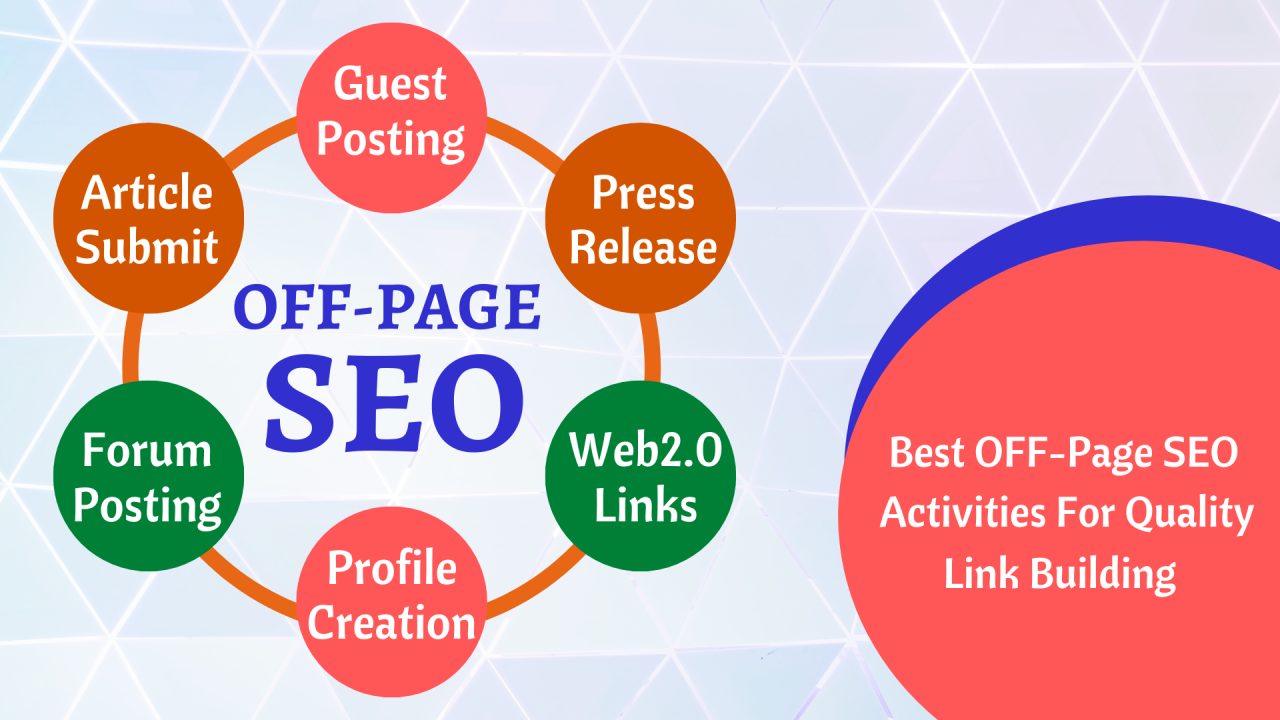 Guest
Posting
Article
Submit
Press
Release
OFF-PAGE
SEO
Forum
Posting
Web2.0
Links
Profile
Creation
Best OFF-Page SEO
Activities For Quality
Link Building